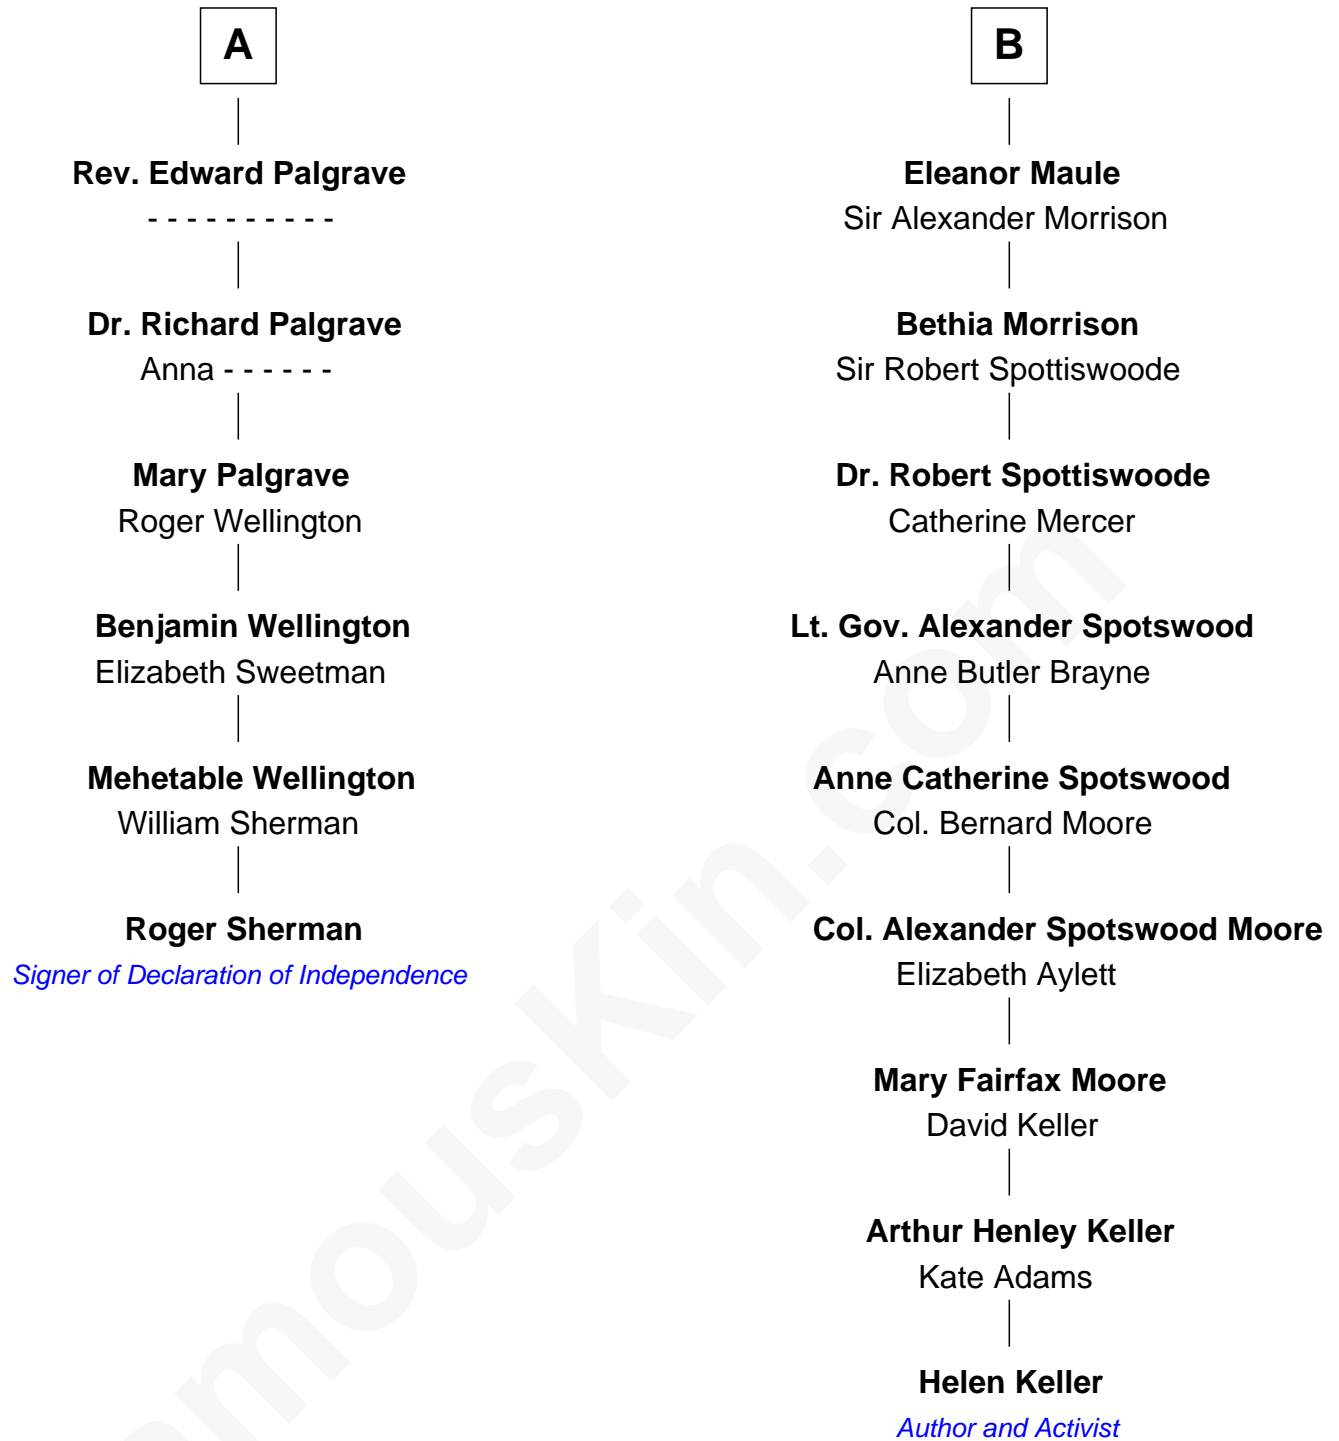 A
Rev. Edward Palgrave
- - - - - - - - - -
Dr. Richard Palgrave
Anna - - - - - -
Mary Palgrave
Roger Wellington
Benjamin Wellington
Elizabeth Sweetman
Mehetable Wellington
William Sherman
Roger Sherman
Signer of Declaration of Independence
B
Eleanor Maule
Sir Alexander Morrison
Bethia Morrison
Sir Robert Spottiswoode
Dr. Robert Spottiswoode
Catherine Mercer
Lt. Gov. Alexander Spotswood
Anne Butler Brayne
Anne Catherine Spotswood
Col. Bernard Moore
Col. Alexander Spotswood Moore
Elizabeth Aylett
Mary Fairfax Moore
David Keller
Arthur Henley Keller
Kate Adams
Helen Keller
Author and Activist
mousKin.com